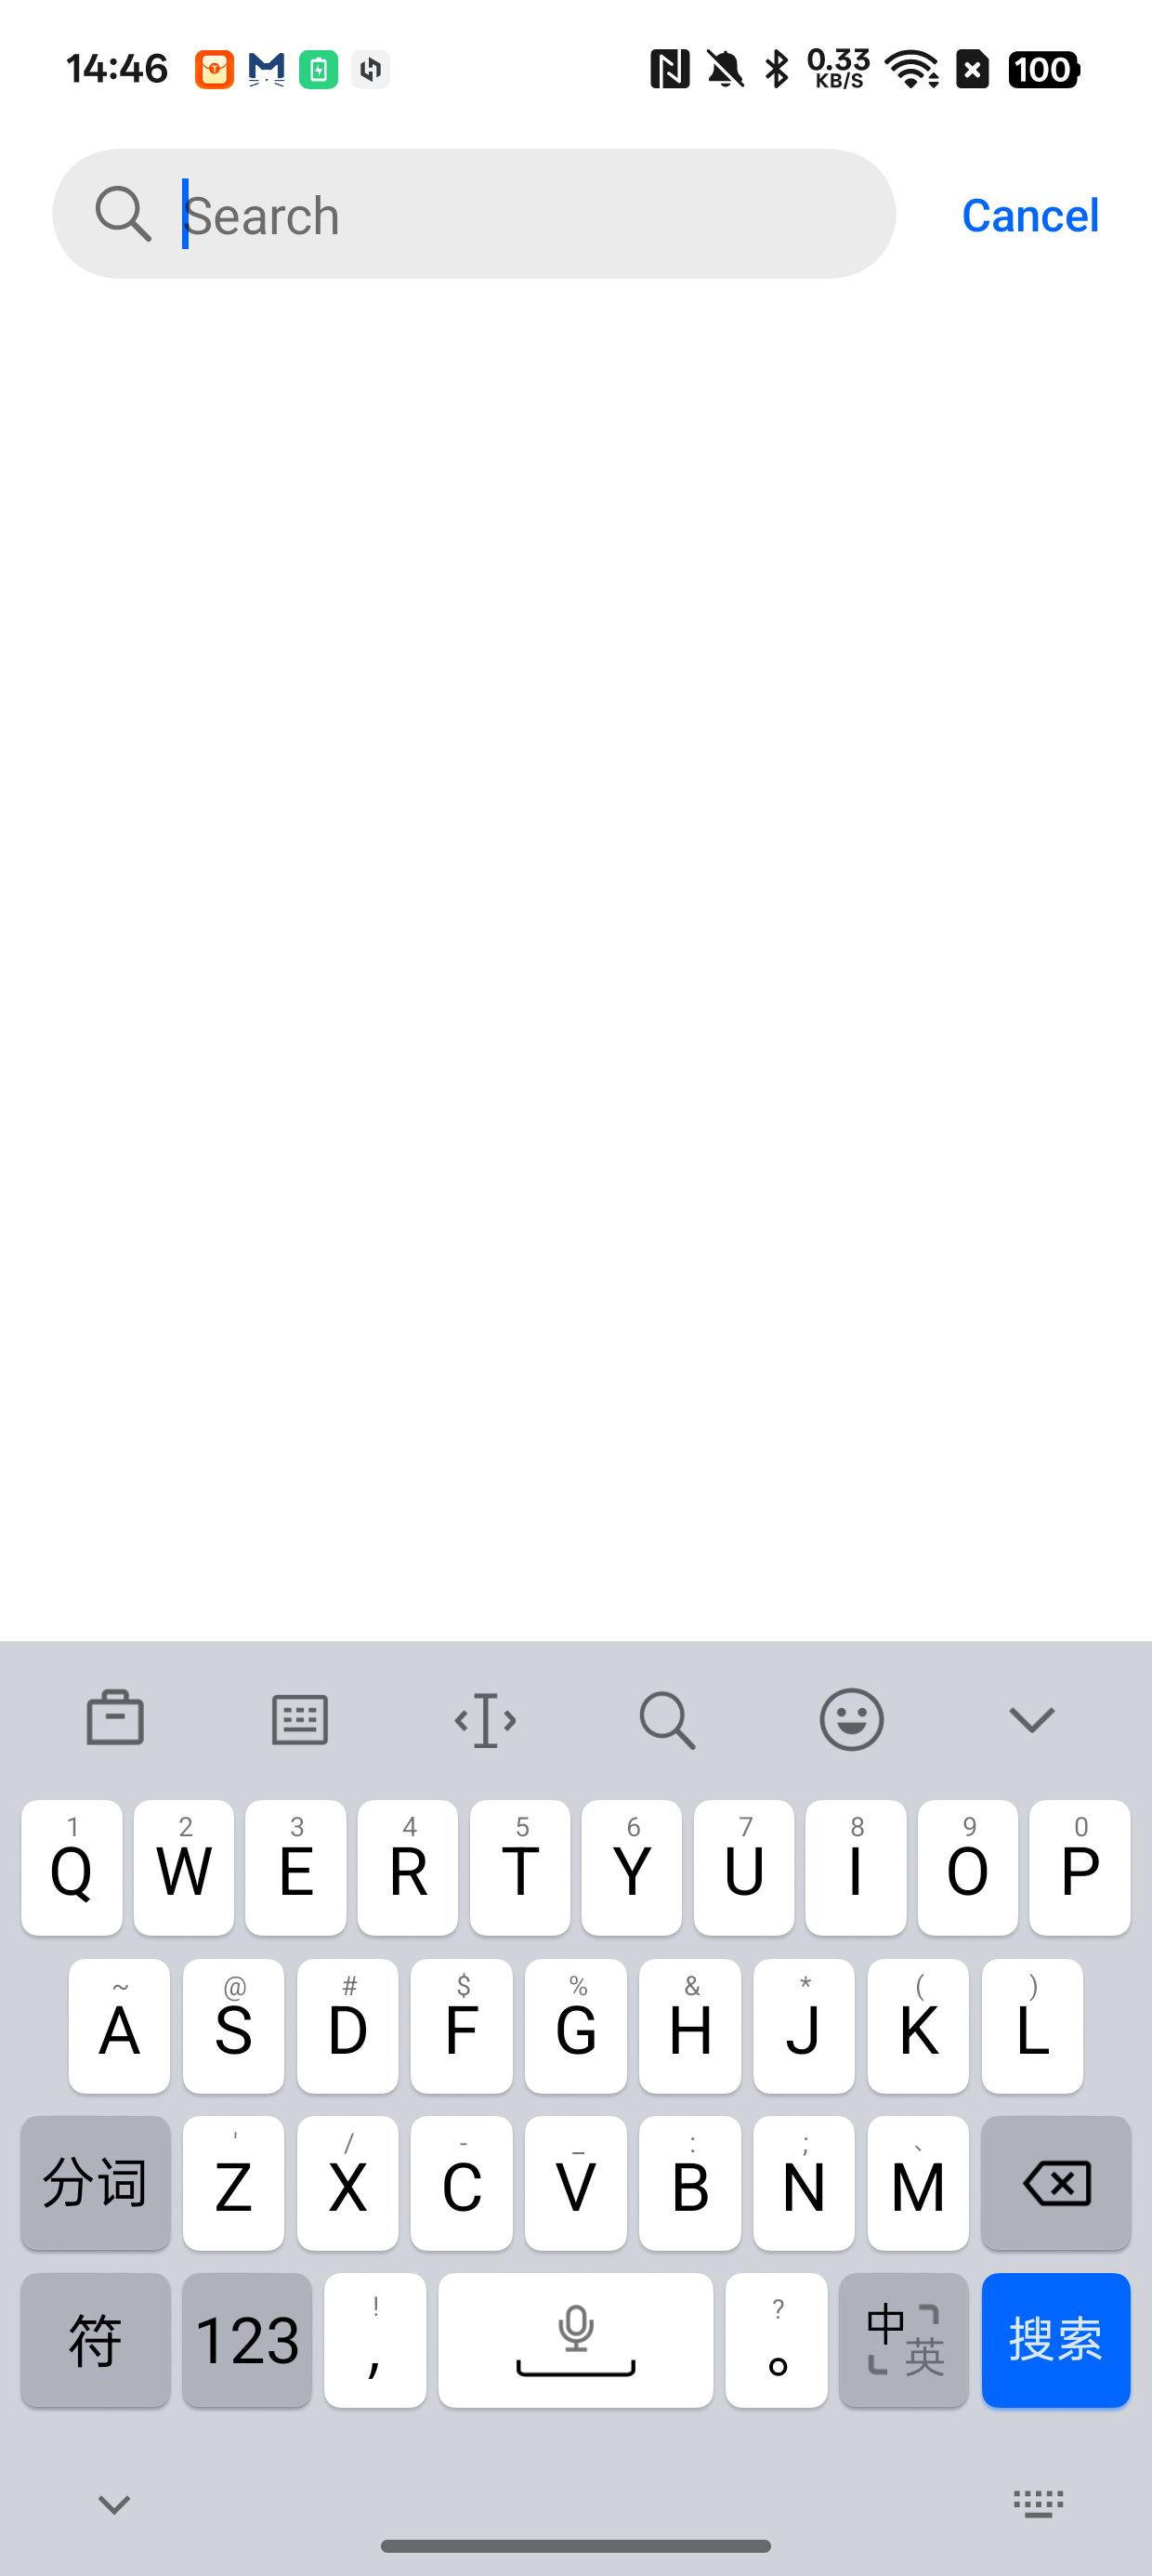 14:46 0.33 KB/S 100
Search Cancel
1 2 3 4 5 6 7 8 9 0
Q W E R T Y U I O P
~ @ # $ % & * ( )
A S D F G H J K L
' / - _ : ; 、
分词 Z X C V B N M
! ?
符 123 , 。 中 英 搜索